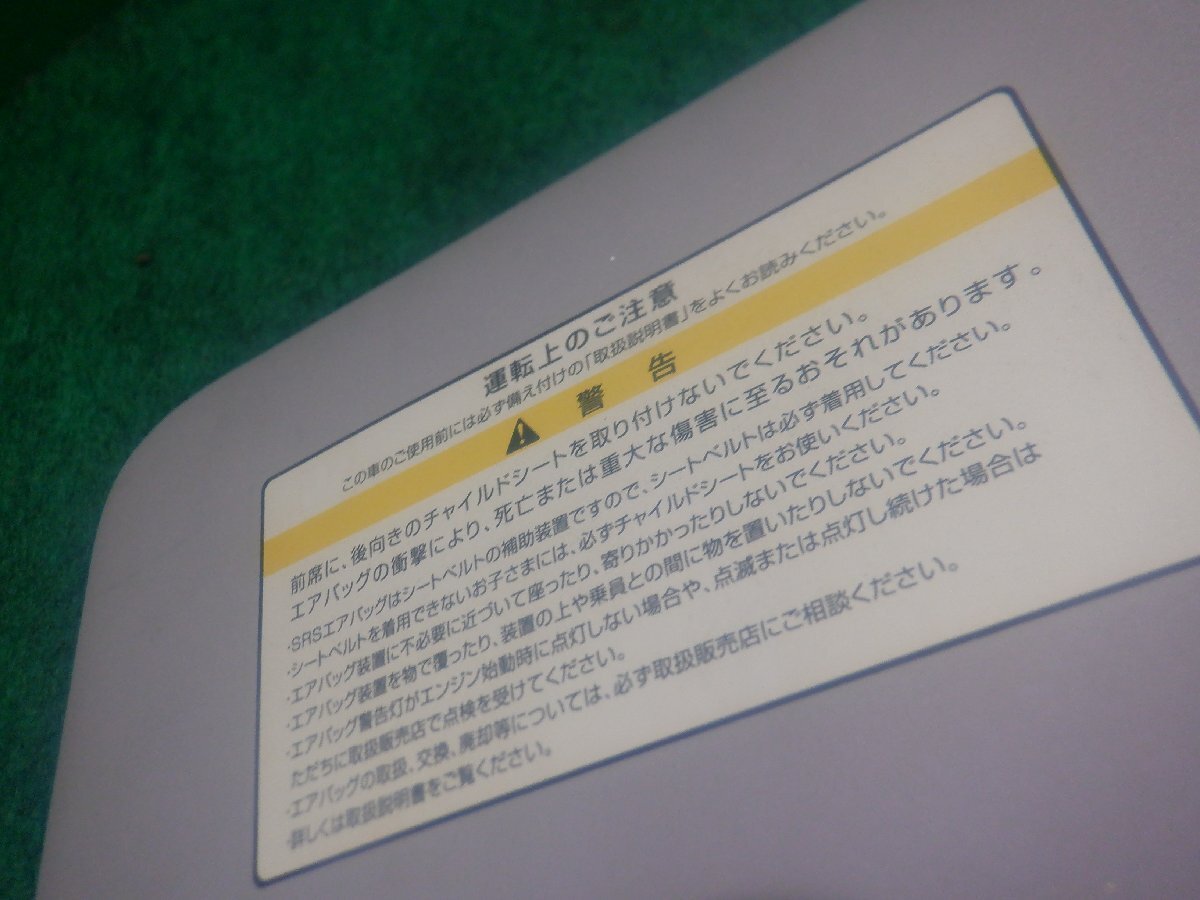 運転上のご注意
この車のご使用前には必ず備え付けの「取扱説明書」をよくお読みください。
警告
前席に、後向きのチャイルドシートを取り付けないでください。
エアバッグの衝撃により、死亡または重大な傷害に至るおそれがあります。
・SRSエアバッグはシートベルトの補助装置ですので、シートベルトは必ず着用してください。
・シートベルトを着用できないお子さまには、必ずチャイルドシートをお使いください。
・エアバッグ装置に不必要に近づいて座ったり、寄りかかったりしないでください。
・エアバッグ装置を物で覆ったり、装置の上や乗員との間に物を置いたりしないでください。
・エアバッグ警告灯がエンジン始動時に点灯しない場合や、点滅または点灯し続けた場合は
ただちに取扱販売店で点検を受けてください。
・エアバッグの取扱、交換、廃却等については、必ず取扱販売店にご相談ください。
・詳しくは取扱説明書をご覧ください。